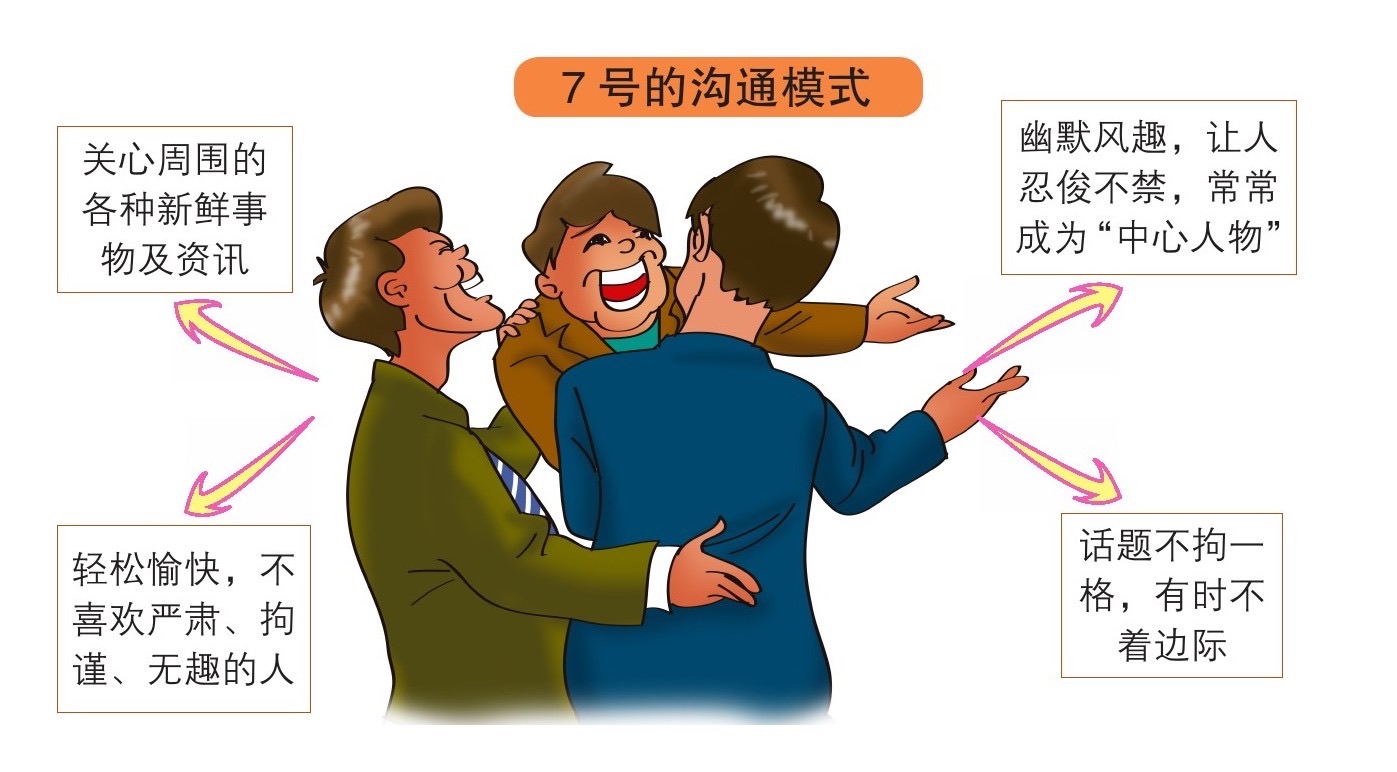 7号的沟通模式
关心周围的
各种新鲜事
物及资讯
幽默风趣，让人
忍俊不禁，常常
成为“中心人物”
轻松愉快，不
喜欢严肃、拘
谨、无趣的人
话题不拘一
格，有时不
着边际